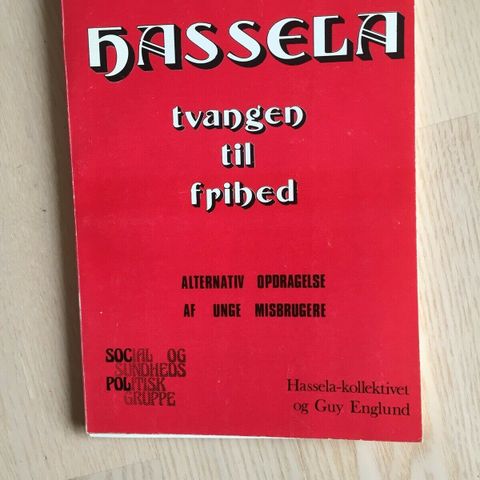 HASSELA
tvangen
til
frihed
ALTERNATIV OPDRAGELSE
AF UNGE MISBRUGERE
SOCIAL OG
SUNDHEDS
POLITISK
GRUPPE
Hassela-kollektivet
og Guy Englund